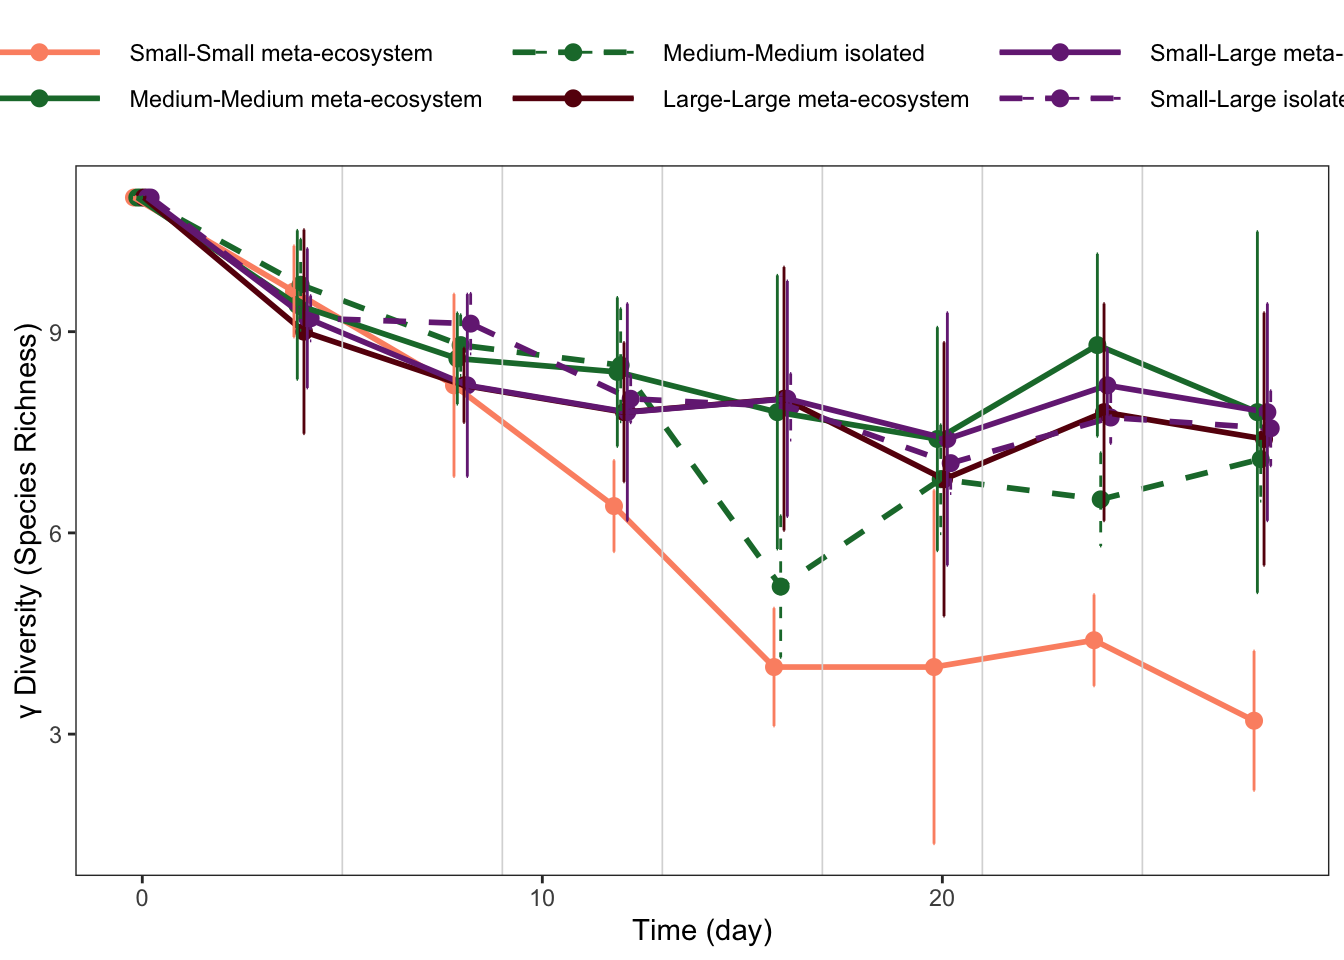 Small-Small meta-ecosystem
Medium-Medium isolated
Small-Large meta-
Medium-Medium meta-ecosystem
Large-Large meta-ecosystem
Small-Large isolate
γ Diversity (Species Richness)
9
6
3
0
10
20
Time (day)